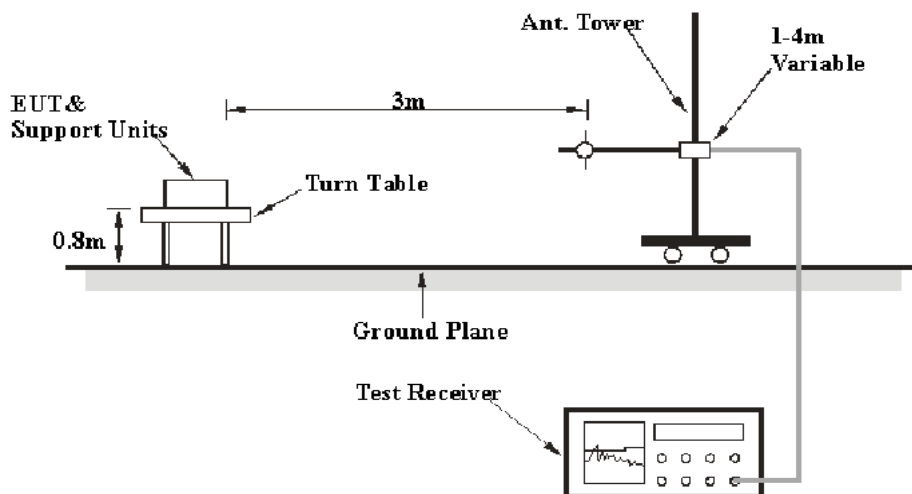 Ant. Tower
1-4m
Variable
3m
EUT&
Support Units
Turn Table
0.8m
Ground Plane
Test Receiver